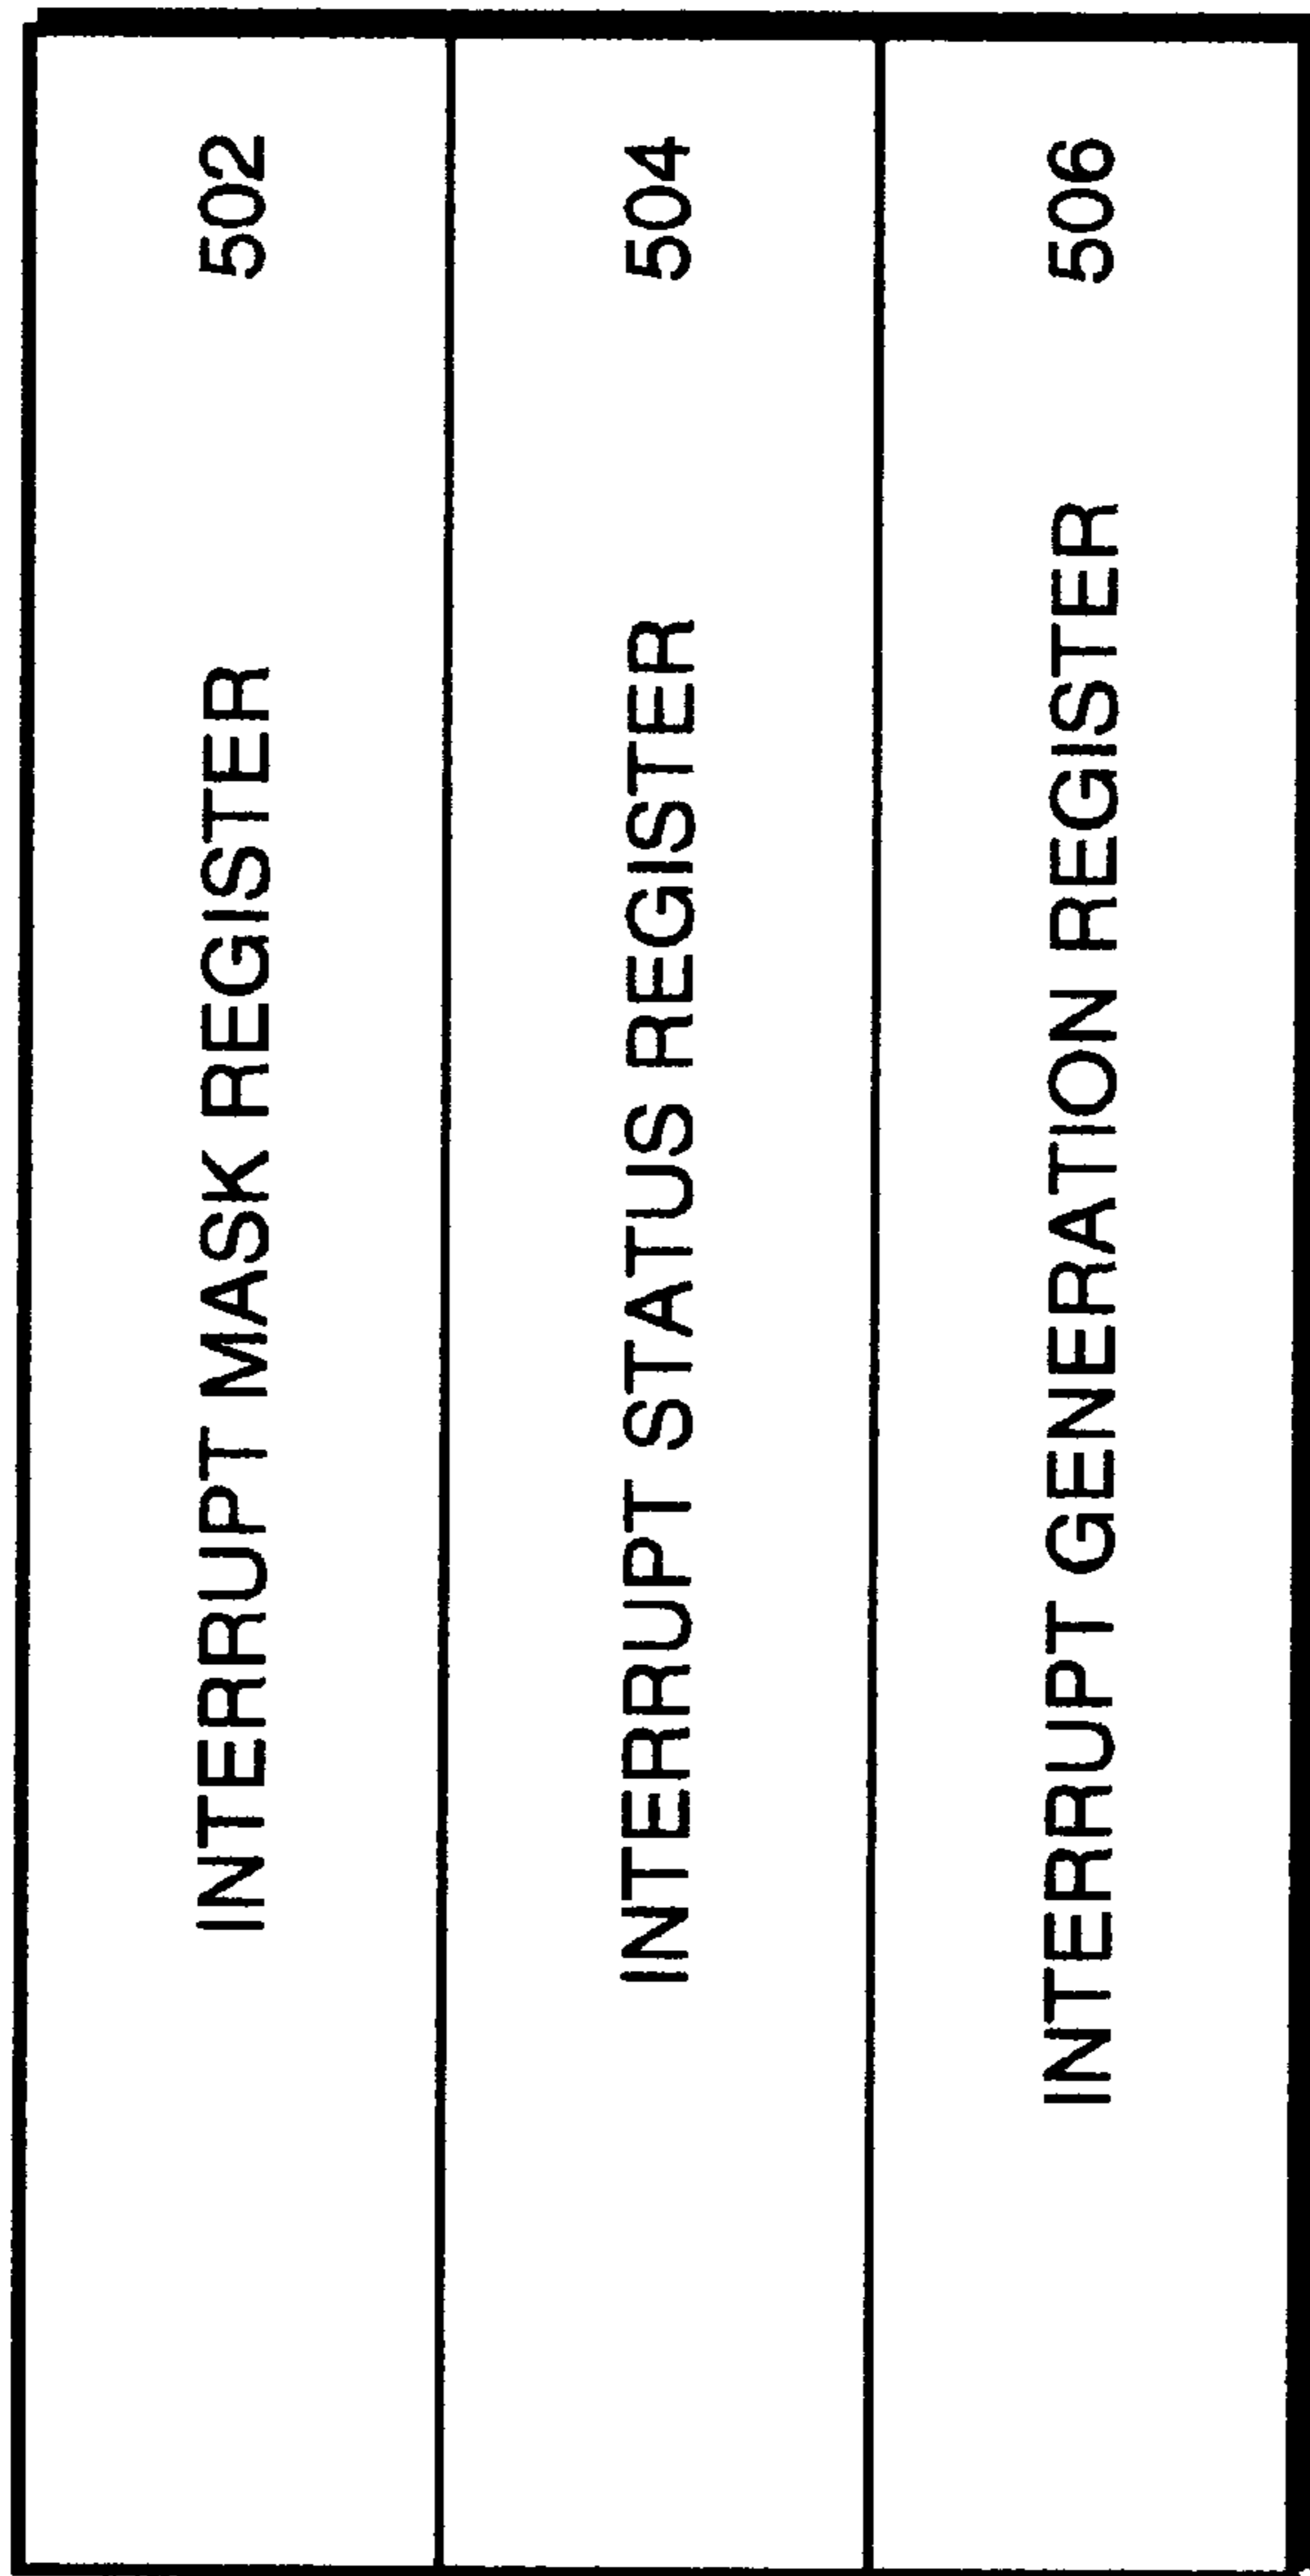 INTERRUPT MASK REGISTER 502
INTERRUPT STATUS REGISTER 504
INTERRUPT GENERATION REGISTER 506